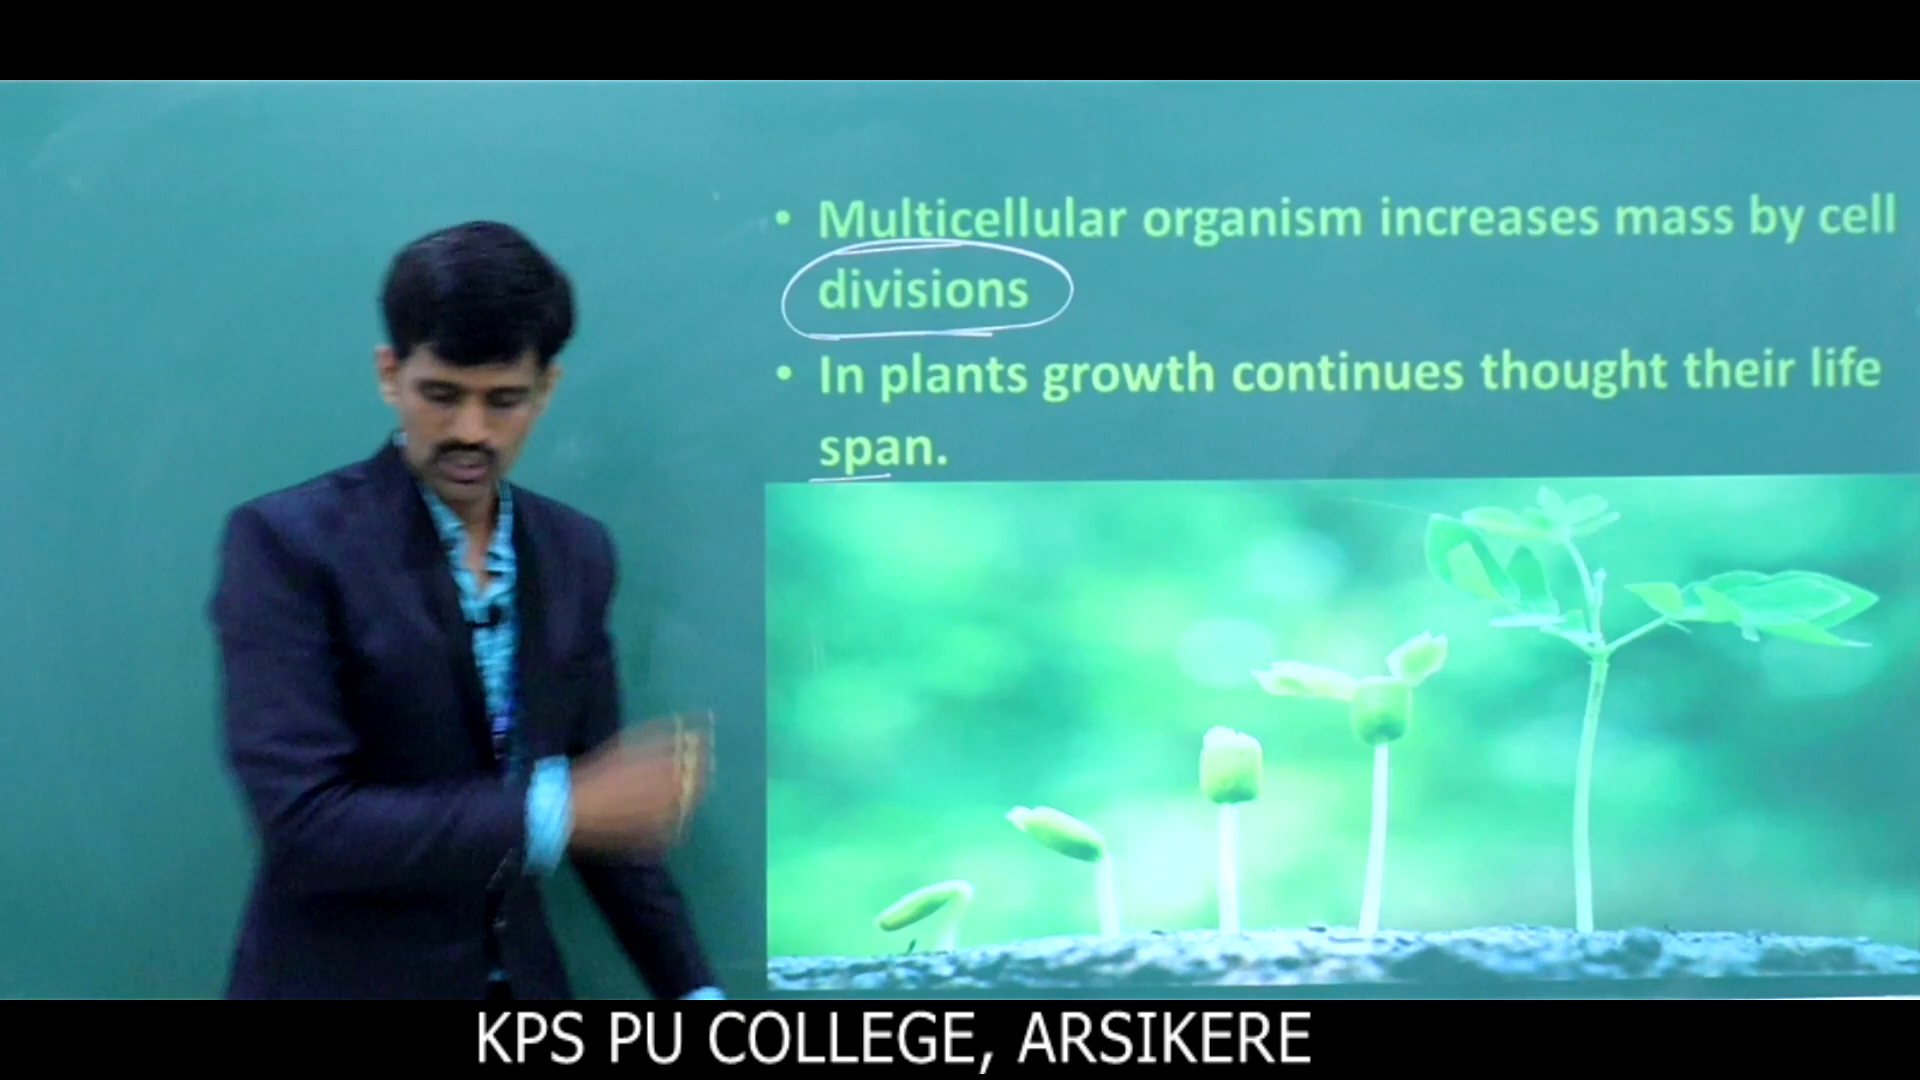 • Multicellular organism increases mass by cell
divisions
• In plants growth continues thought their life
span.
KPS PU COLLEGE, ARSIKERE